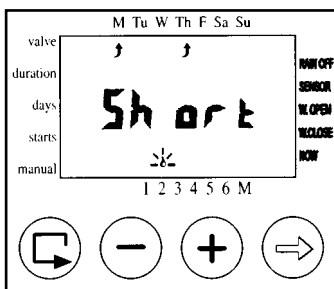 M Tu W Th F Sa Su
valve
duration
days
starts
manual
Short
RAIN OFF
SENSOR
W. OPEN
W.CLOSE
NOW
1 2 3 4 5 6 M